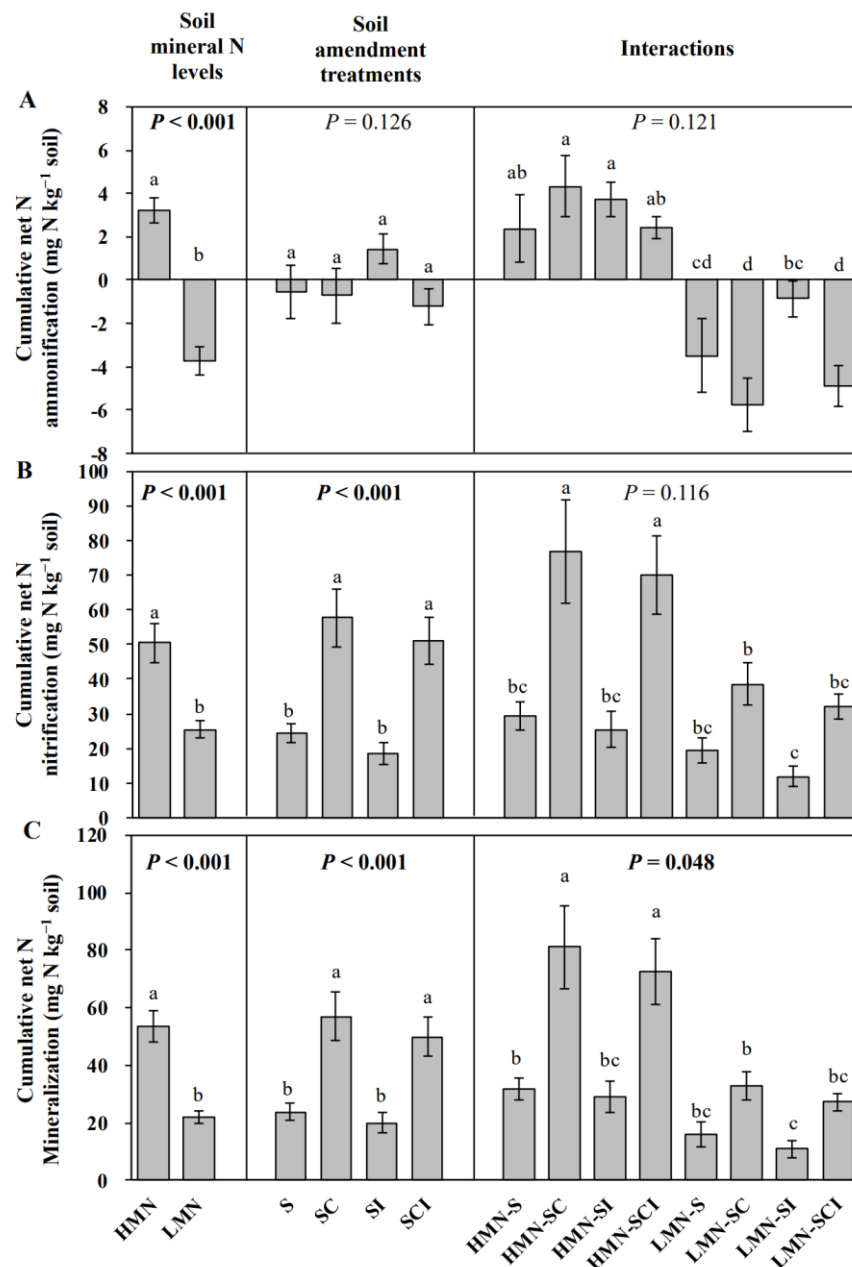 Soil
mineral N
levels
Soil
amendment
treatments
Interactions
A
Cumulative net N
ammonification (mg N kg⁻¹ soil)
8
6
4
2
0
-2
-4
-6
-8
P < 0.001
P = 0.126
P = 0.121
a
b
a
a
a
a
ab
a
a
ab
cd
d
bc
d
B
Cumulative net N
nitrification (mg N kg⁻¹ soil)
100
90
80
70
60
50
40
30
20
10
0
P < 0.001
P < 0.001
P = 0.116
a
b
b
a
b
a
bc
a
bc
a
bc
b
c
bc
C
Cumulative net N
Mineralization (mg N kg⁻¹ soil)
120
100
80
60
40
20
0
P < 0.001
P < 0.001
P = 0.048
a
b
b
a
b
a
b
a
bc
a
bc
b
c
bc
HMN
LMN
S
SC
SI
SCI
HMN-S
HMN-SC
HMN-SI
HMN-SCI
LMN-S
LMN-SC
LMN-SI
LMN-SCI